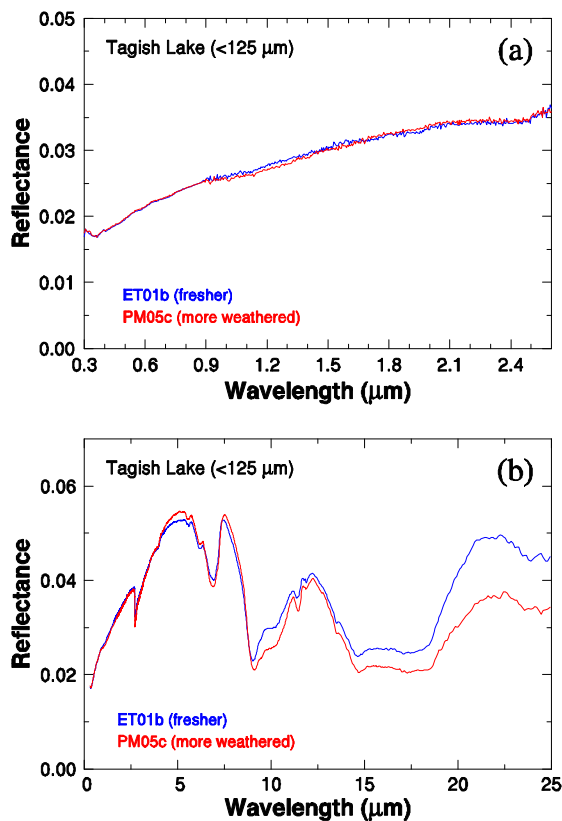 0.05
Tagish Lake (<125 μm)
(a)
0.04
0.03
Reflectance
0.02
ET01b (fresher)
0.01
PM05c (more weathered)
0.00
0.3 0.6 0.9 1.2 1.5 1.8 2.1 2.4
Wavelength (μm)
Tagish Lake (<125 μm)
(b)
0.06
0.04
Reflectance
0.02
ET01b (fresher)
PM05c (more weathered)
0.00
0 5 10 15 20 25
Wavelength (μm)